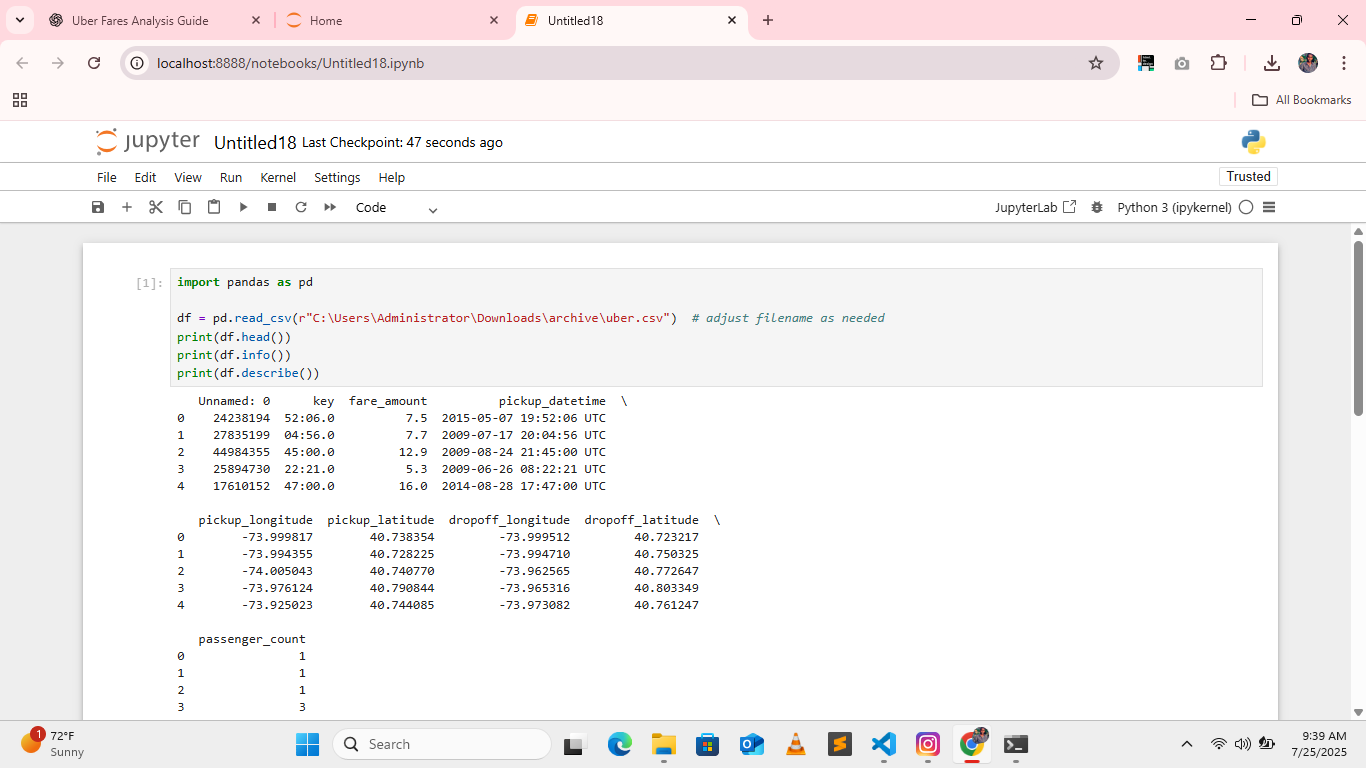 Uber Fares Analysis Guide
Home
Untitled18
localhost:8888/notebooks/Untitled18.ipynb
All Bookmarks
jupyter Untitled18 Last Checkpoint: 47 seconds ago
File Edit View Run Kernel Settings Help
Trusted
Code
JupyterLab
Python 3 (ipykernel)
[1]:
import pandas as pd
df = pd.read_csv(r"C:\Users\Administrator\Downloads\archive\uber.csv")  # adjust filename as needed
print(df.head())
print(df.info())
print(df.describe())
Unnamed: 0 key fare_amount pickup_datetime \
0 24238194 52:06.0 7.5 2015-05-07 19:52:06 UTC
1 27835199 04:56.0 7.7 2009-07-17 20:04:56 UTC
2 44984355 45:00.0 12.9 2009-08-24 21:45:00 UTC
3 25894730 22:21.0 5.3 2009-06-26 08:22:21 UTC
4 17610152 47:00.0 16.0 2014-08-28 17:47:00 UTC
pickup_longitude pickup_latitude dropoff_longitude dropoff_latitude \
0 -73.999817 40.738354 -73.999512 40.723217
1 -73.994355 40.728225 -73.994710 40.750325
2 -74.005043 40.740770 -73.962565 40.772647
3 -73.976124 40.790844 -73.965316 40.803349
4 -73.925023 40.744085 -73.973082 40.761247
passenger_count
0 1
1 1
2 1
3 3
1
72°F
Sunny
Search
9:39 AM
7/25/2025